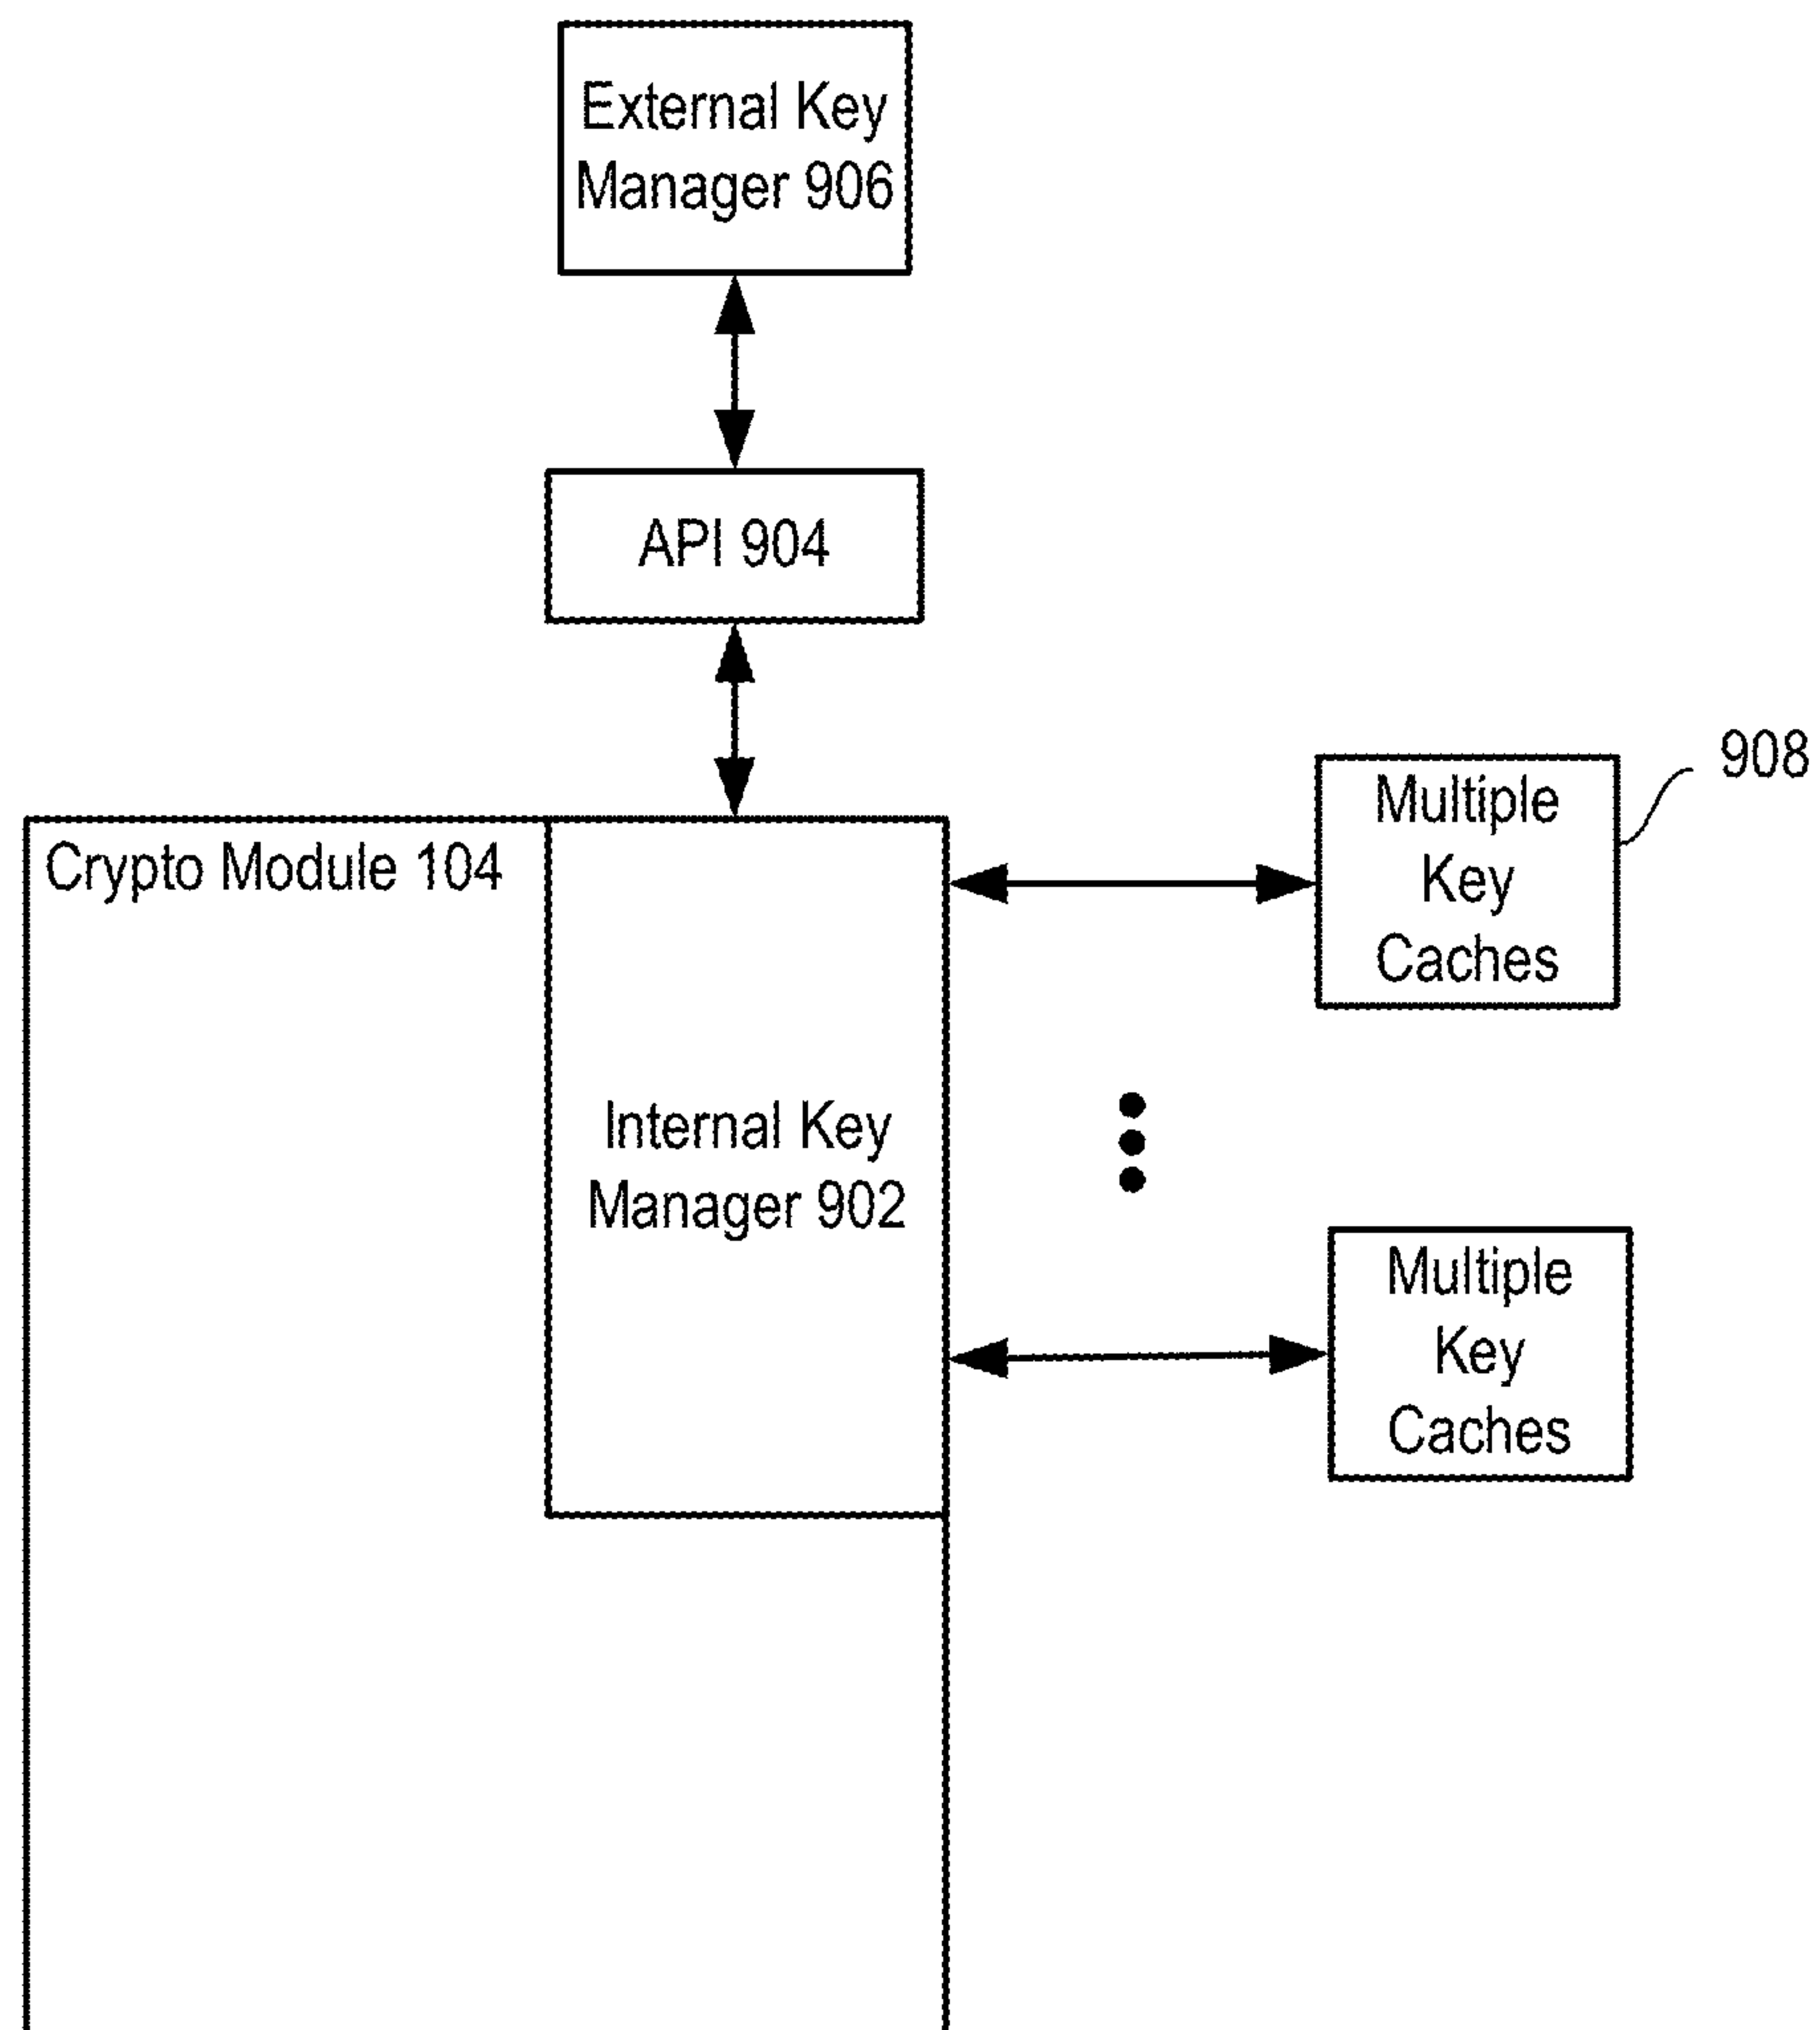 External Key
Manager 906
API 904
908
Multiple
Key
Caches
Crypto Module 104
Internal Key
Manager 902
Multiple
Key
Caches